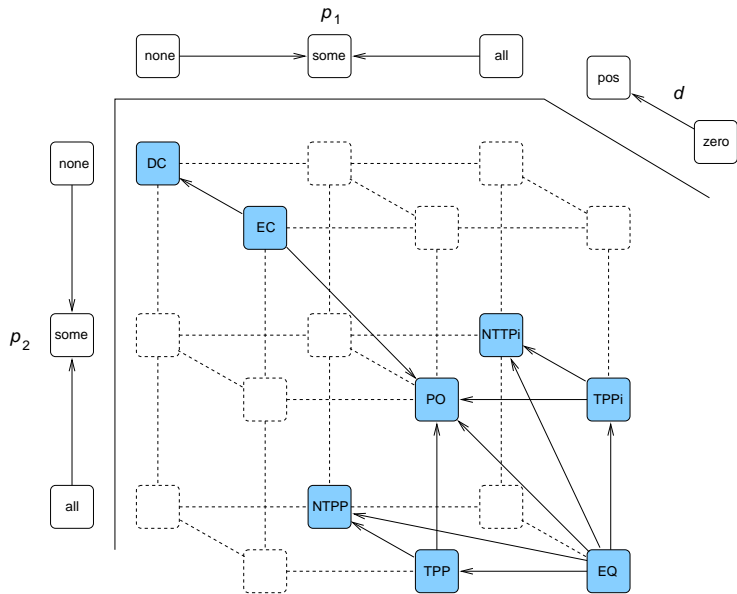 p1
none
some
all
pos
d
zero
none
DC
EC
p2
some
NTTPi
PO
TPPi
all
NTPP
TPP
EQ